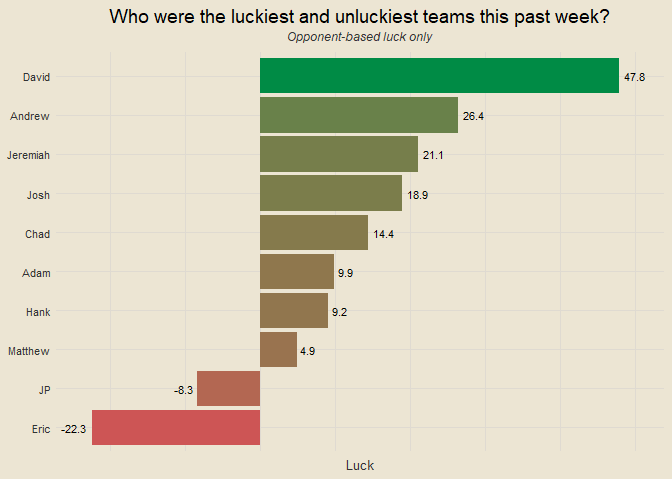 Who were the luckiest and unluckiest teams this past week?
Opponent-based luck only
David 47.8
Andrew 26.4
Jeremiah 21.1
Josh 18.9
Chad 14.4
Adam 9.9
Hank 9.2
Matthew 4.9
JP -8.3
Eric -22.3
Luck